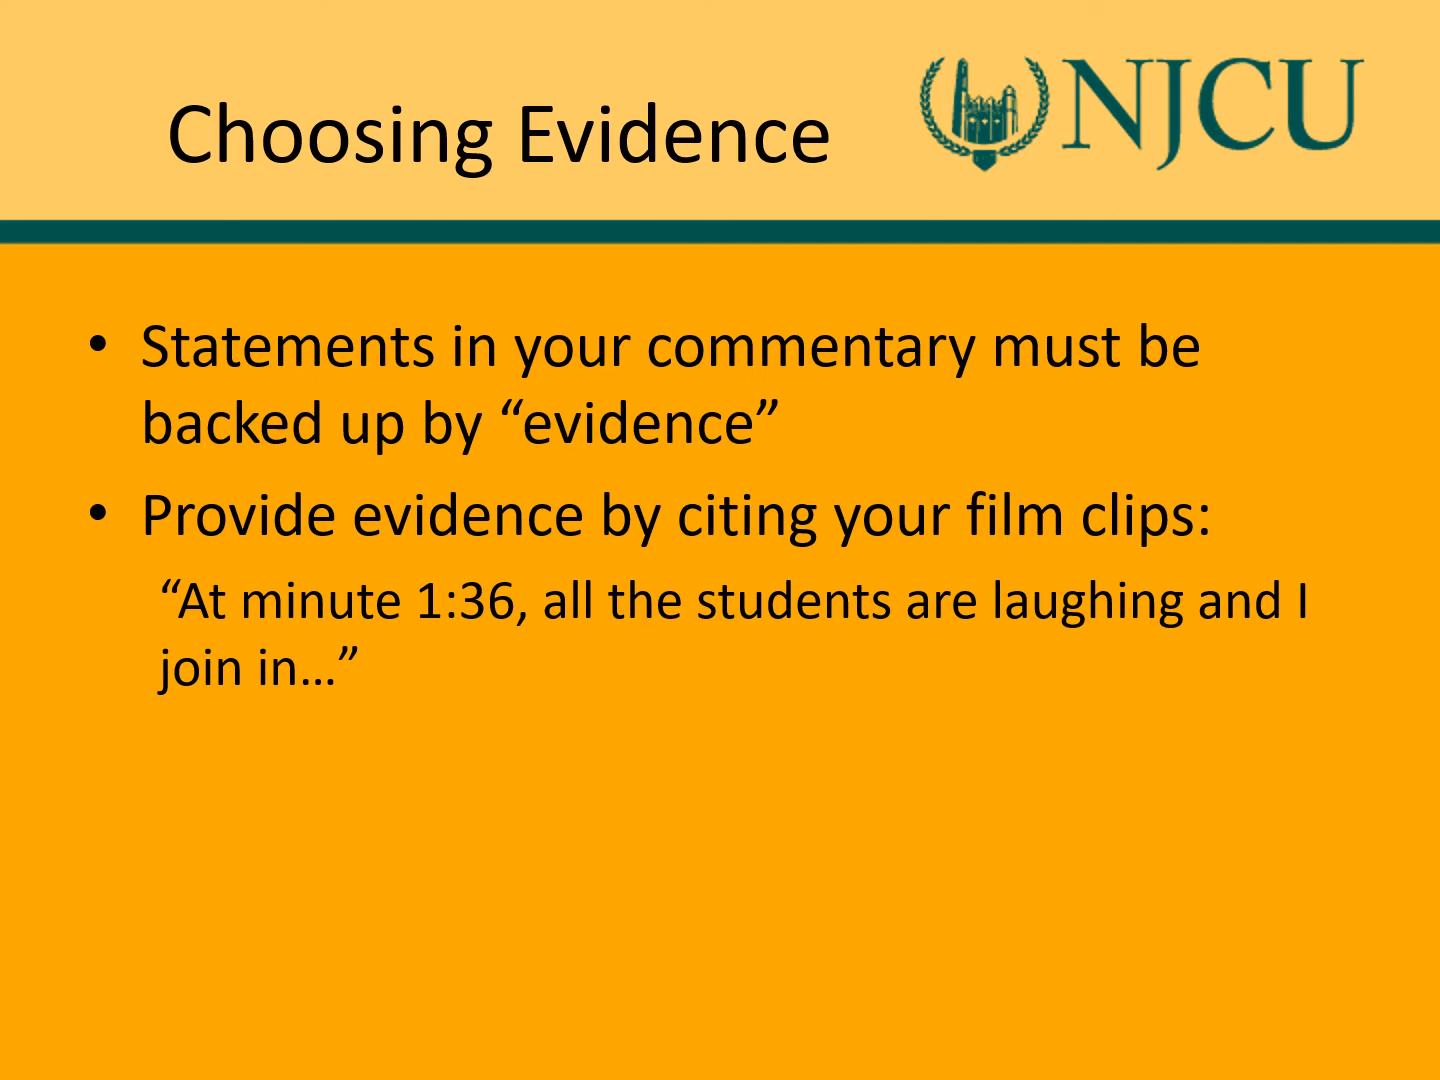 Choosing Evidence
NJCU
• Statements in your commentary must be
backed up by “evidence”
• Provide evidence by citing your film clips:
“At minute 1:36, all the students are laughing and I
join in…”